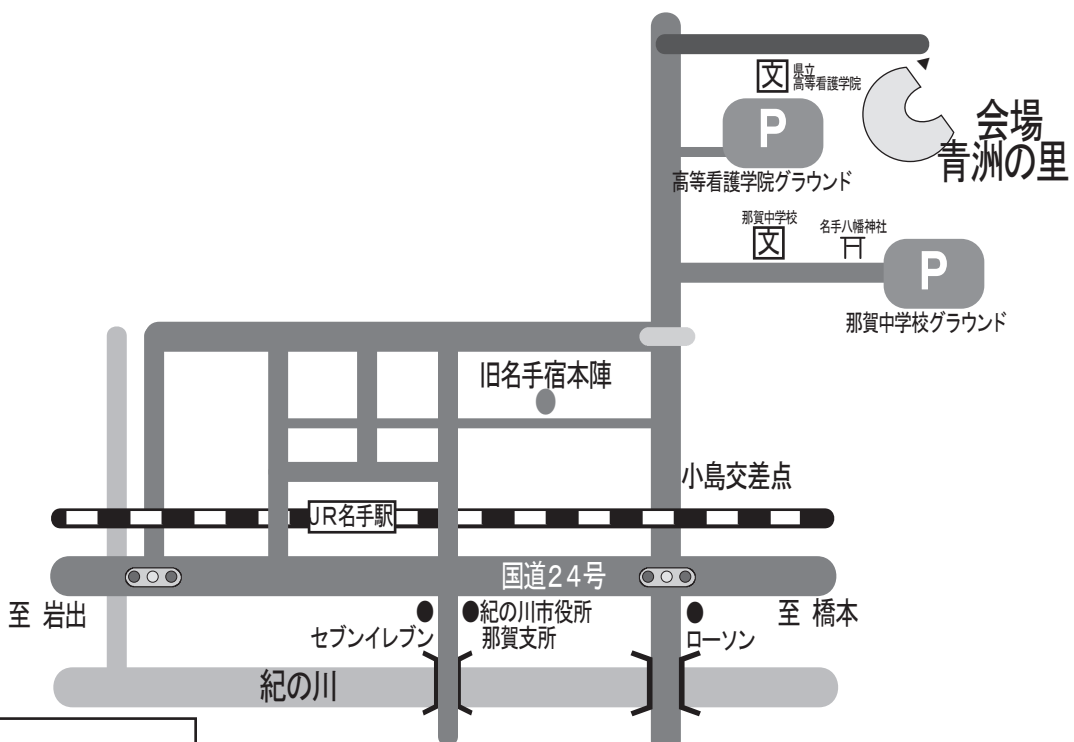 文
県立
高等看護学院
P
会場
青洲の里
高等看護学院グラウンド
那賀中学校
文
名手八幡神社
P
那賀中学校グラウンド
旧名手宿本陣
小島交差点
JR名手駅
国道24号
至 岩出
セブンイレブン
紀の川市役所
那賀支所
ローソン
至 橋本
紀の川